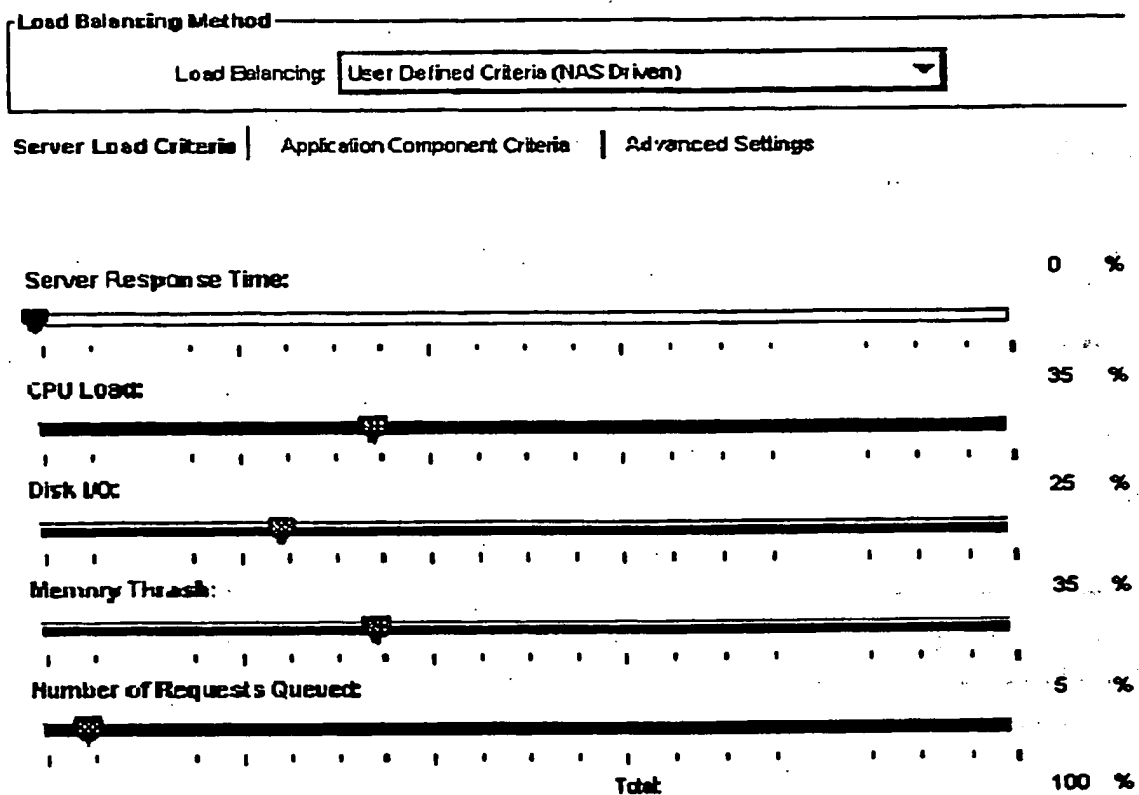 Load Balancing Method
Load Balancing: User Defined Criteria (NAS Driven)
Server Load Criteria | Application Component Criteria | Advanced Settings
0 %
Server Response Time:
35 %
CPU Load:
25 %
Disk I/O:
35 %
Memory Thrash:
5 %
Number of Requests Queued:
Total: 100 %